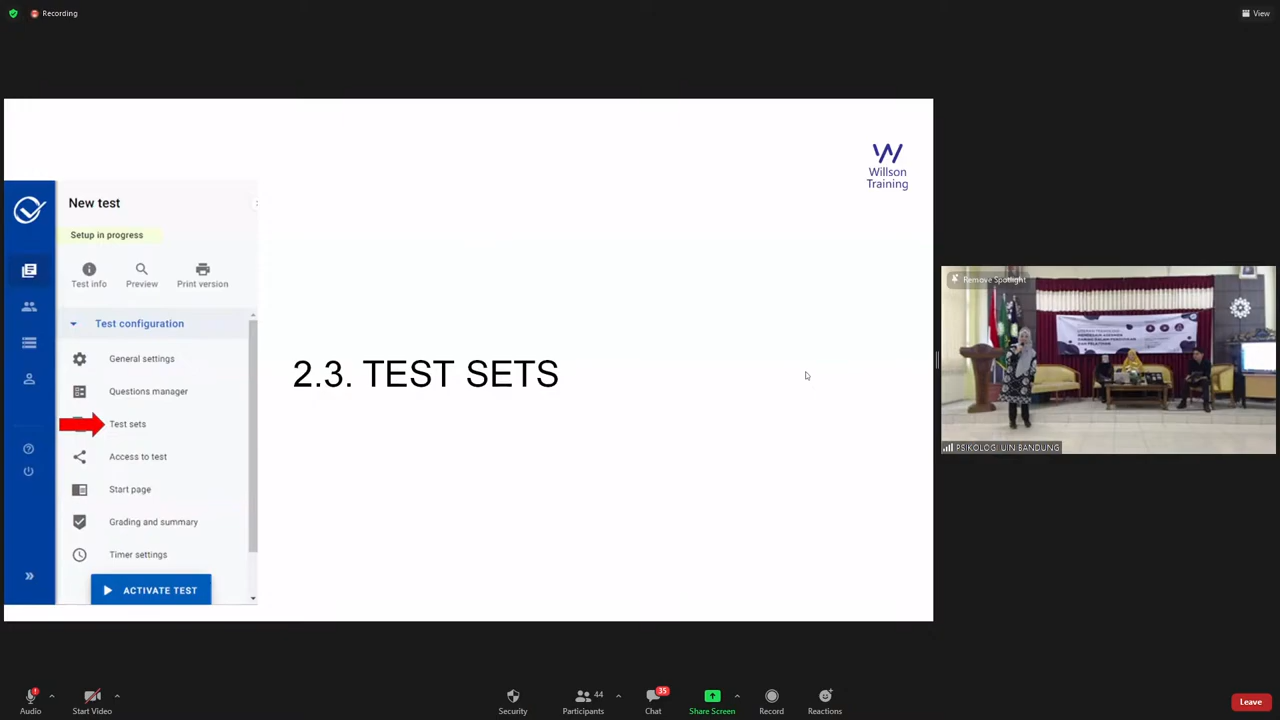 Recording
View
Willson
Training
New test
Setup in progress
Test info
Preview
Print version
Test configuration
General settings
Questions manager
Test sets
Access to test
Start page
Grading and summary
Timer settings
ACTIVATE TEST
2.3. TEST SETS
Remove Spotlight
PSIKOLOGI UIN BANDUNG
Audio
Start Video
Security
Participants
44
Chat
35
Share Screen
Record
Reactions
Leave